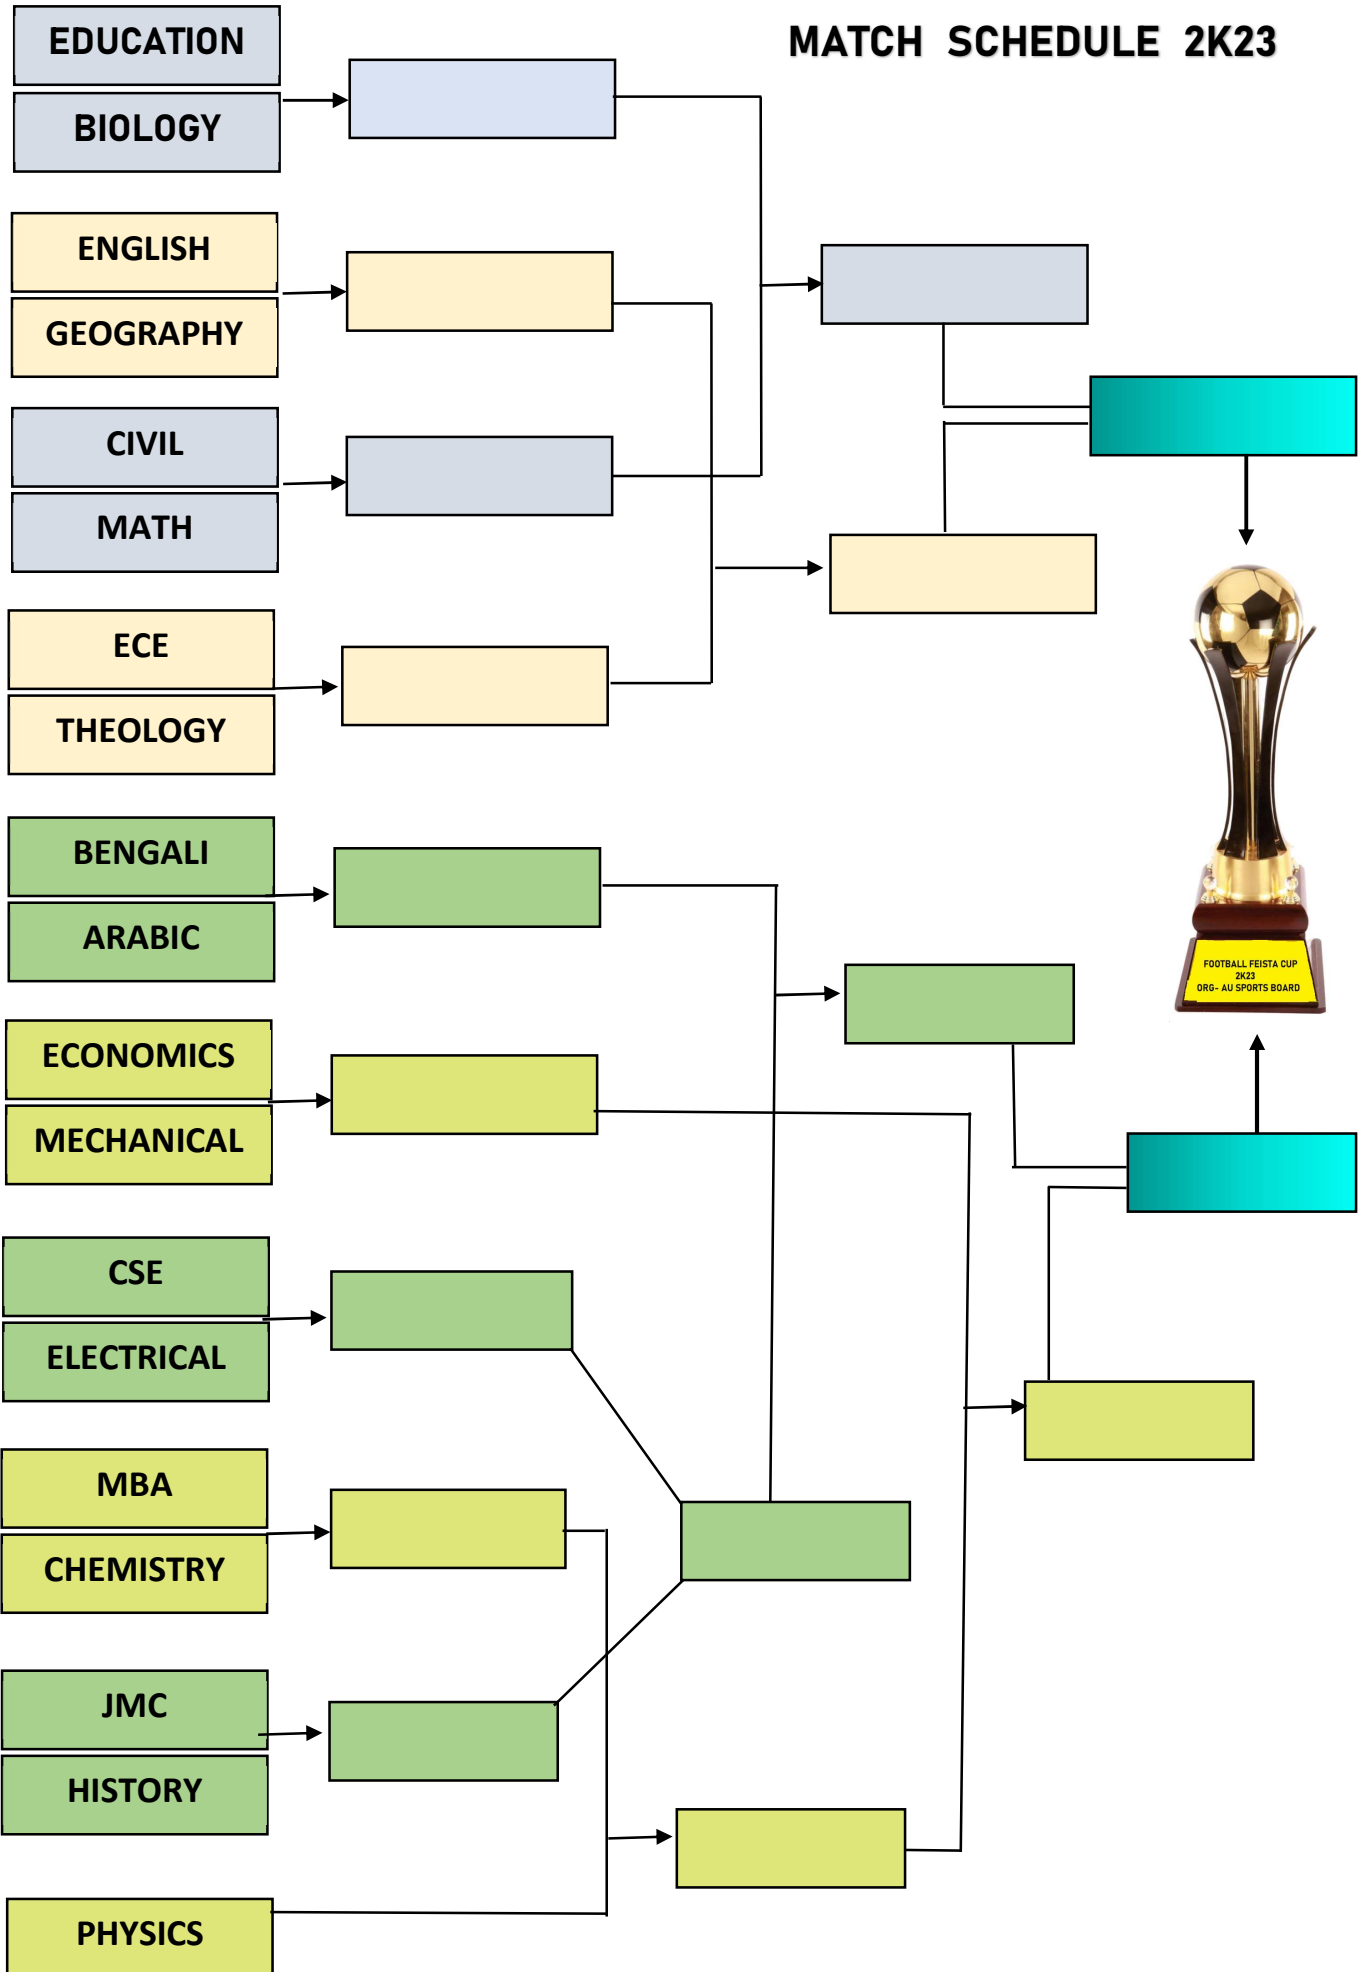 MATCH SCHEDULE 2K23
EDUCATION
BIOLOGY
ENGLISH
GEOGRAPHY
CIVIL
MATH
ECE
THEOLOGY
BENGALI
ARABIC
FOOTBALL FEISTA CUP
2K23
ORG- AU SPORTS BOARD
ECONOMICS
MECHANICAL
CSE
ELECTRICAL
MBA
CHEMISTRY
JMC
HISTORY
PHYSICS